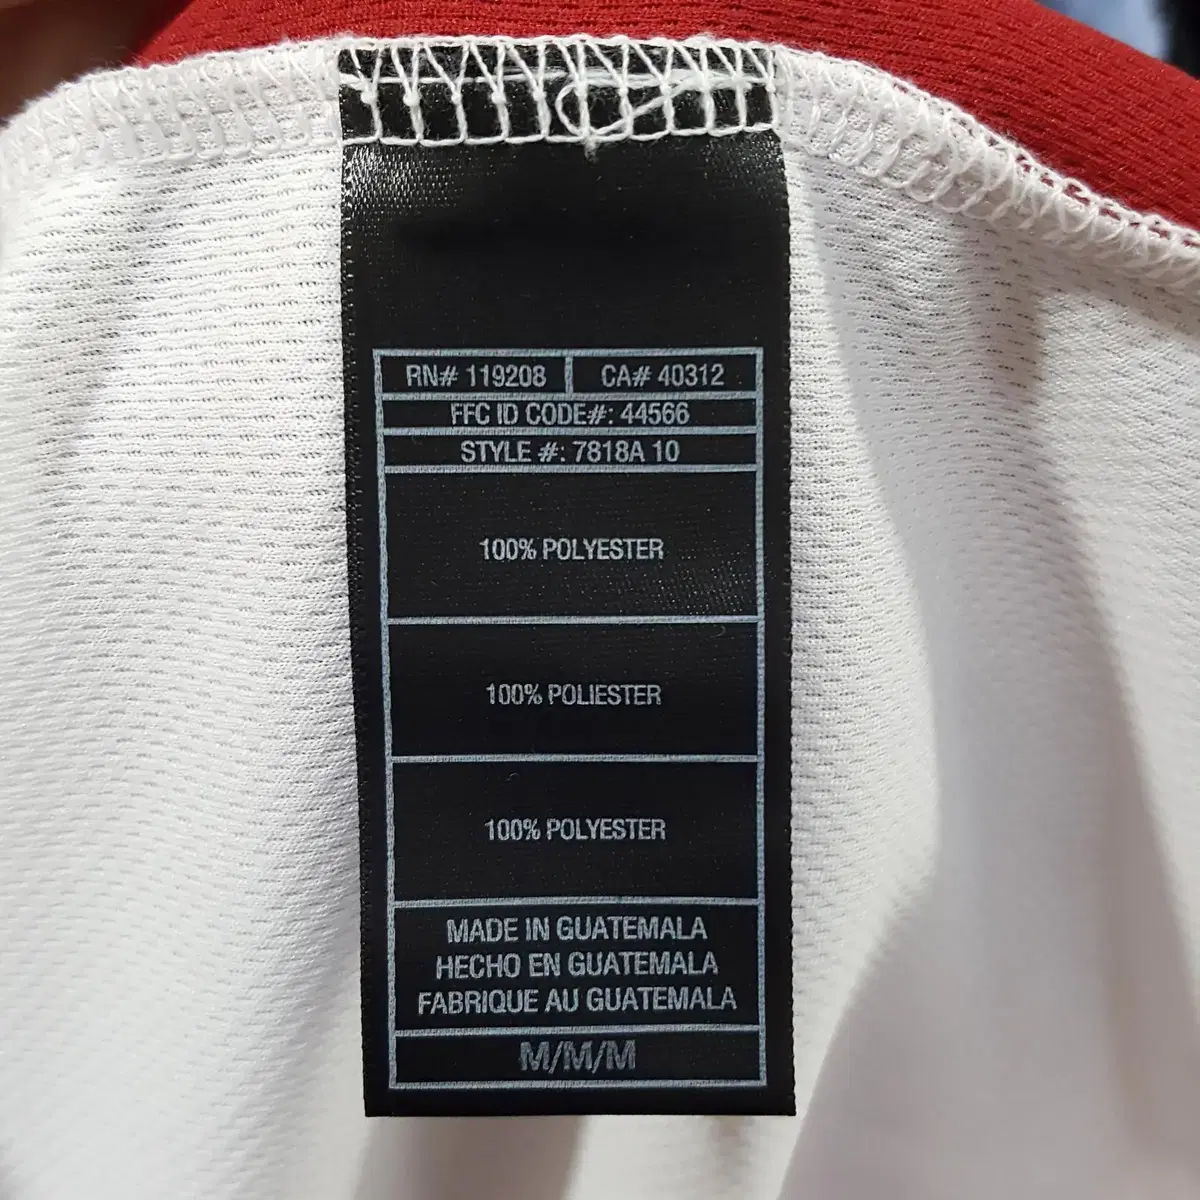 RN# 119208 CA# 40312
FFC ID CODE#: 44566
STYLE #: 7818A 10
100% POLYESTER
100% POLIESTER
100% POLYESTER
MADE IN GUATEMALA
HECHO EN GUATEMALA
FABRIQUE AU GUATEMALA
M/M/M